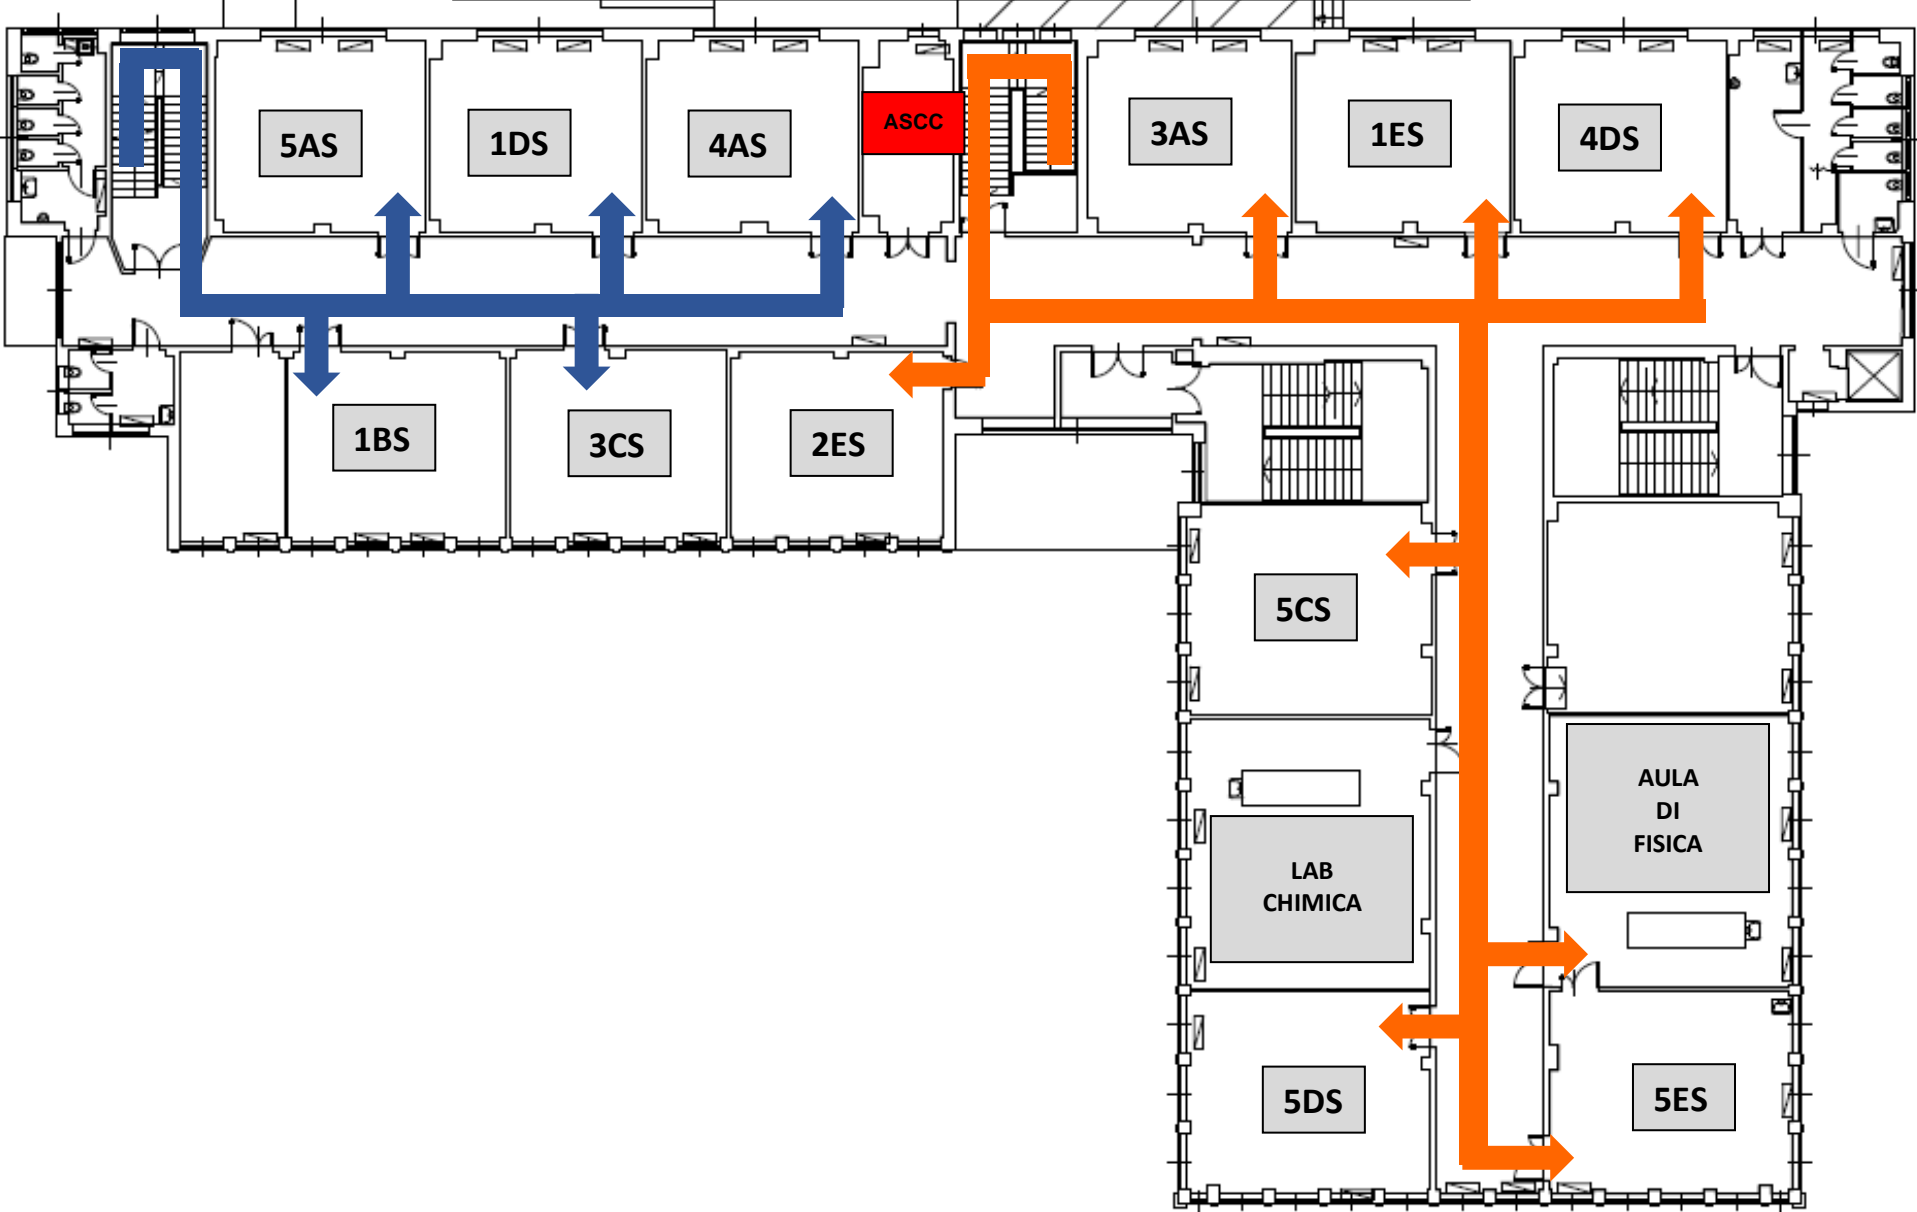 5AS
1DS
4AS
ASCC
3AS
1ES
4DS
1BS
3CS
2ES
5CS
AULA
DI
FISICA
LAB
CHIMICA
5DS
5ES